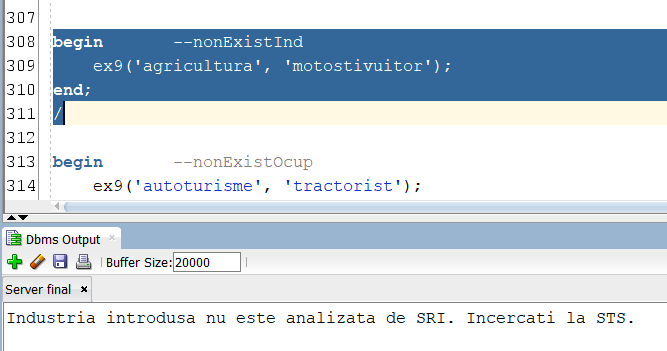 307
308 begin --nonExistInd
309 ex9('agricultura', 'motostivuitor');
310 end;
311 /
312
313 begin --nonExistOcup
314 ex9('autoturisme', 'tractorist');
Dbms Output ×
Buffer Size: 20000
Server final ×
Industria introdusa nu este analizata de SRI. Incercati la STS.